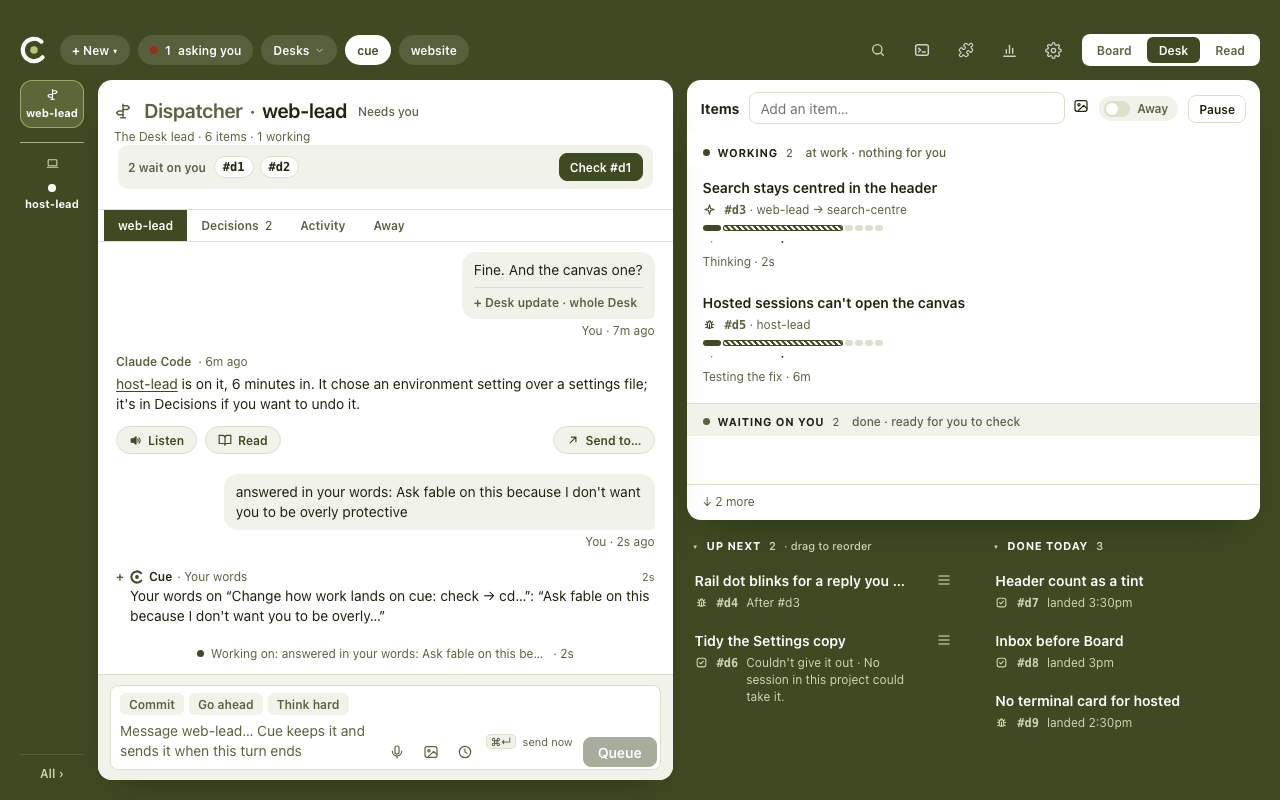 + New ▾
1 asking you
Desks
cue
website
Board
Desk
Read
web-lead
host-lead
All ›
Dispatcher · web-lead Needs you
The Desk lead · 6 items · 1 working
2 wait on you #d1 #d2
Check #d1
web-lead
Decisions 2
Activity
Away
Fine. And the canvas one?
+ Desk update · whole Desk
You · 7m ago
Claude Code · 6m ago
host-lead is on it, 6 minutes in. It chose an environment setting over a settings file;
it's in Decisions if you want to undo it.
Listen
Read
Send to...
answered in your words: Ask fable on this because I don't want
you to be overly protective
You · 2s ago
+ Cue · Your words 2s
Your words on “Change how work lands on cue: check → cd…”: “Ask fable on this
because I don't want you to be overly…”
Working on: answered in your words: Ask fable on this be… · 2s
Commit
Go ahead
Think hard
Message web-lead... Cue keeps it and
sends it when this turn ends
⌘↵ send now
Queue
Items
Add an item...
Away
Pause
WORKING 2 at work · nothing for you
Search stays centred in the header
#d3 · web-lead → search-centre
Thinking · 2s
Hosted sessions can't open the canvas
#d5 · host-lead
Testing the fix · 6m
WAITING ON YOU 2 done · ready for you to check
↓ 2 more
UP NEXT 2 · drag to reorder
Rail dot blinks for a reply you …
#d4 After #d3
Tidy the Settings copy
#d6 Couldn't give it out · No
session in this project could
take it.
DONE TODAY 3
Header count as a tint
#d7 landed 3:30pm
Inbox before Board
#d8 landed 3pm
No terminal card for hosted
#d9 landed 2:30pm